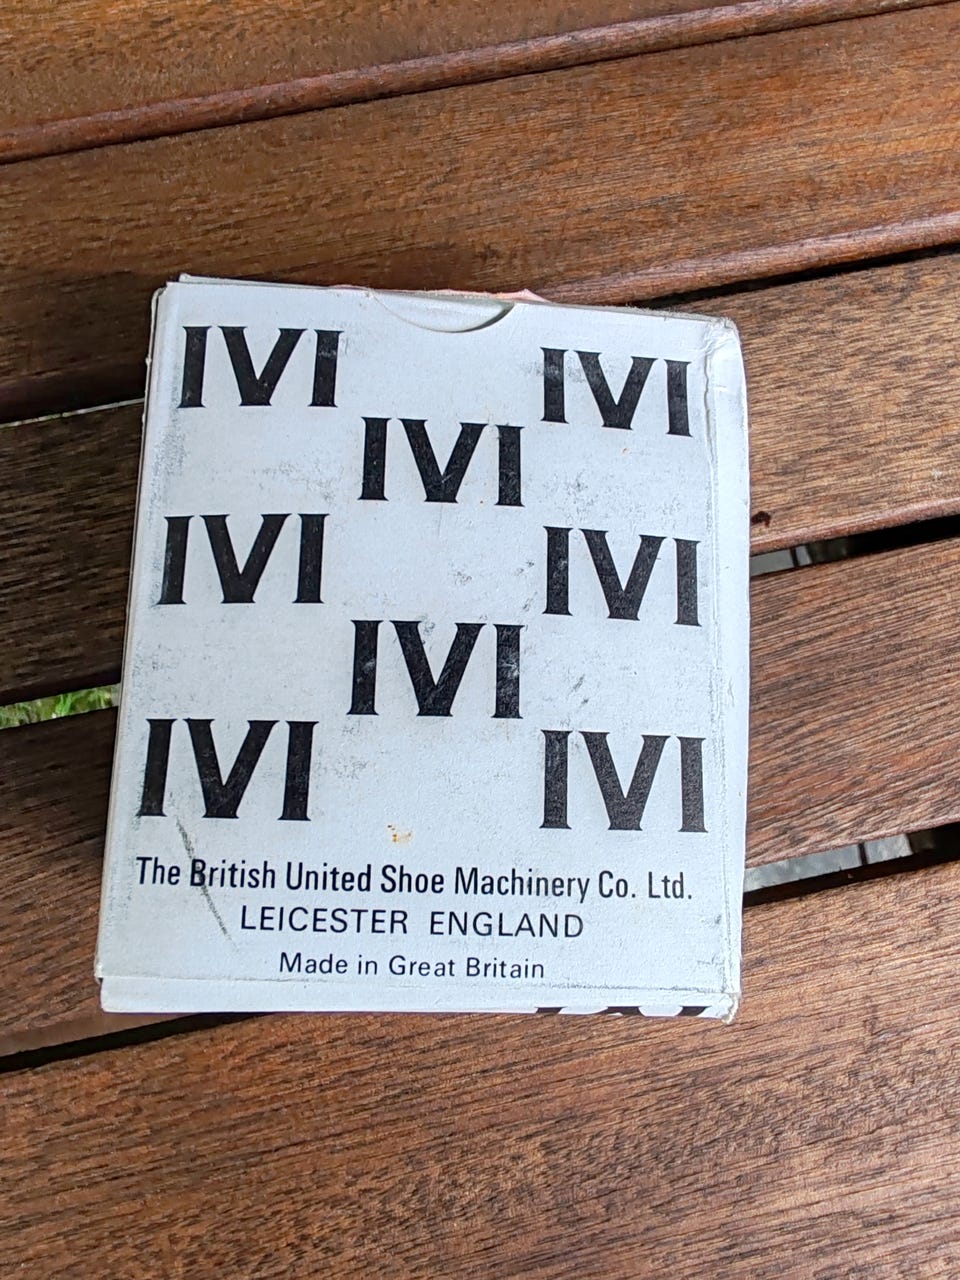 IVI IVI
IVI
IVI IVI
IVI
IVI IVI
The British United Shoe Machinery Co. Ltd.
LEICESTER ENGLAND
Made in Great Britain